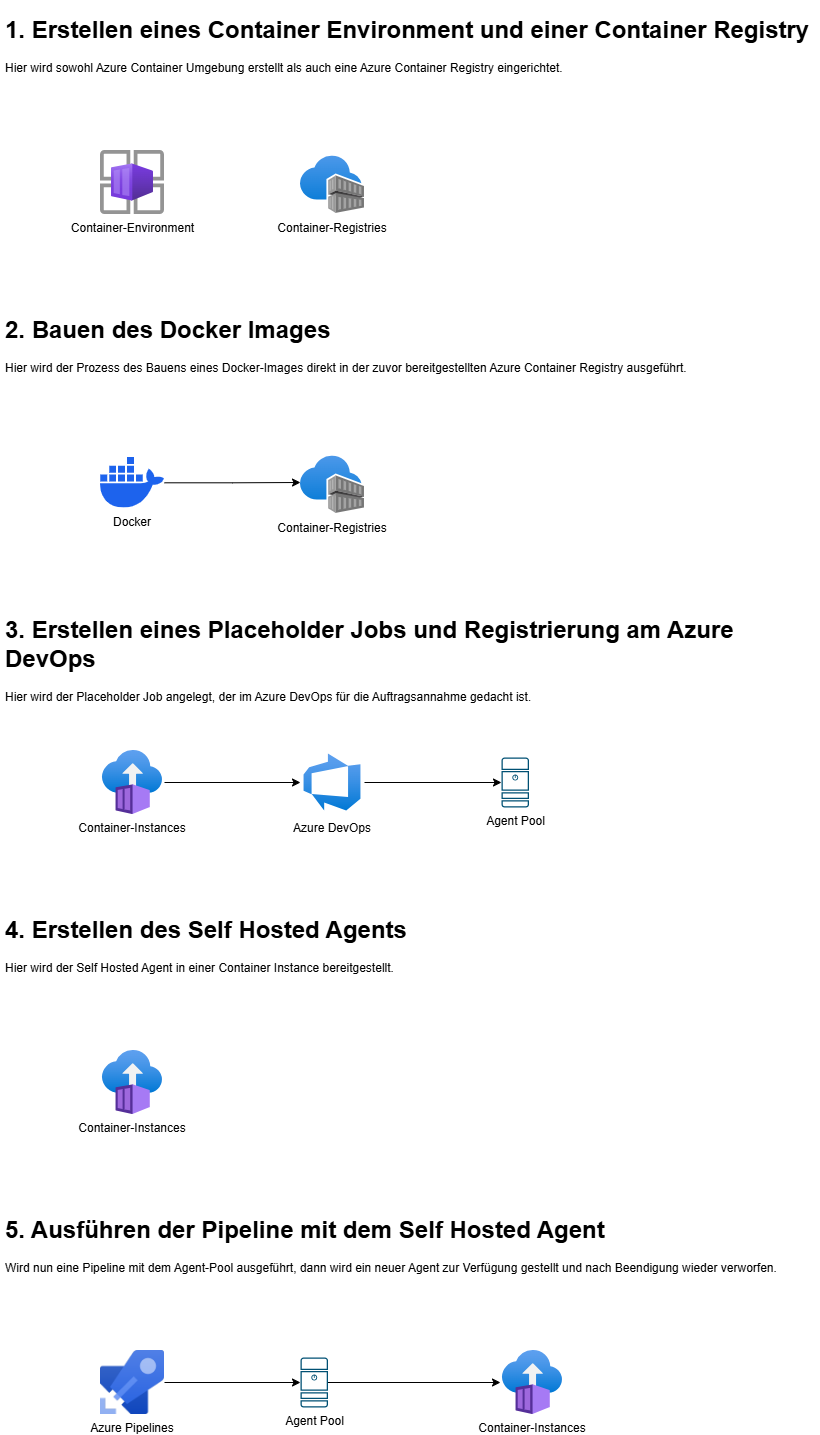 1. Erstellen eines Container Environment und einer Container Registry
Hier wird sowohl Azure Container Umgebung erstellt als auch eine Azure Container Registry eingerichtet.
Container-Environment
Container-Registries
2. Bauen des Docker Images
Hier wird der Prozess des Bauens eines Docker-Images direkt in der zuvor bereitgestellten Azure Container Registry ausgeführt.
Docker
Container-Registries
3. Erstellen eines Placeholder Jobs und Registrierung am Azure
DevOps
Hier wird der Placeholder Job angelegt, der im Azure DevOps für die Auftragsannahme gedacht ist.
Container-Instances
Azure DevOps
Agent Pool
4. Erstellen des Self Hosted Agents
Hier wird der Self Hosted Agent in einer Container Instance bereitgestellt.
Container-Instances
5. Ausführen der Pipeline mit dem Self Hosted Agent
Wird nun eine Pipeline mit dem Agent-Pool ausgeführt, dann wird ein neuer Agent zur Verfügung gestellt und nach Beendigung wieder verworfen.
Azure Pipelines
Agent Pool
Container-Instances